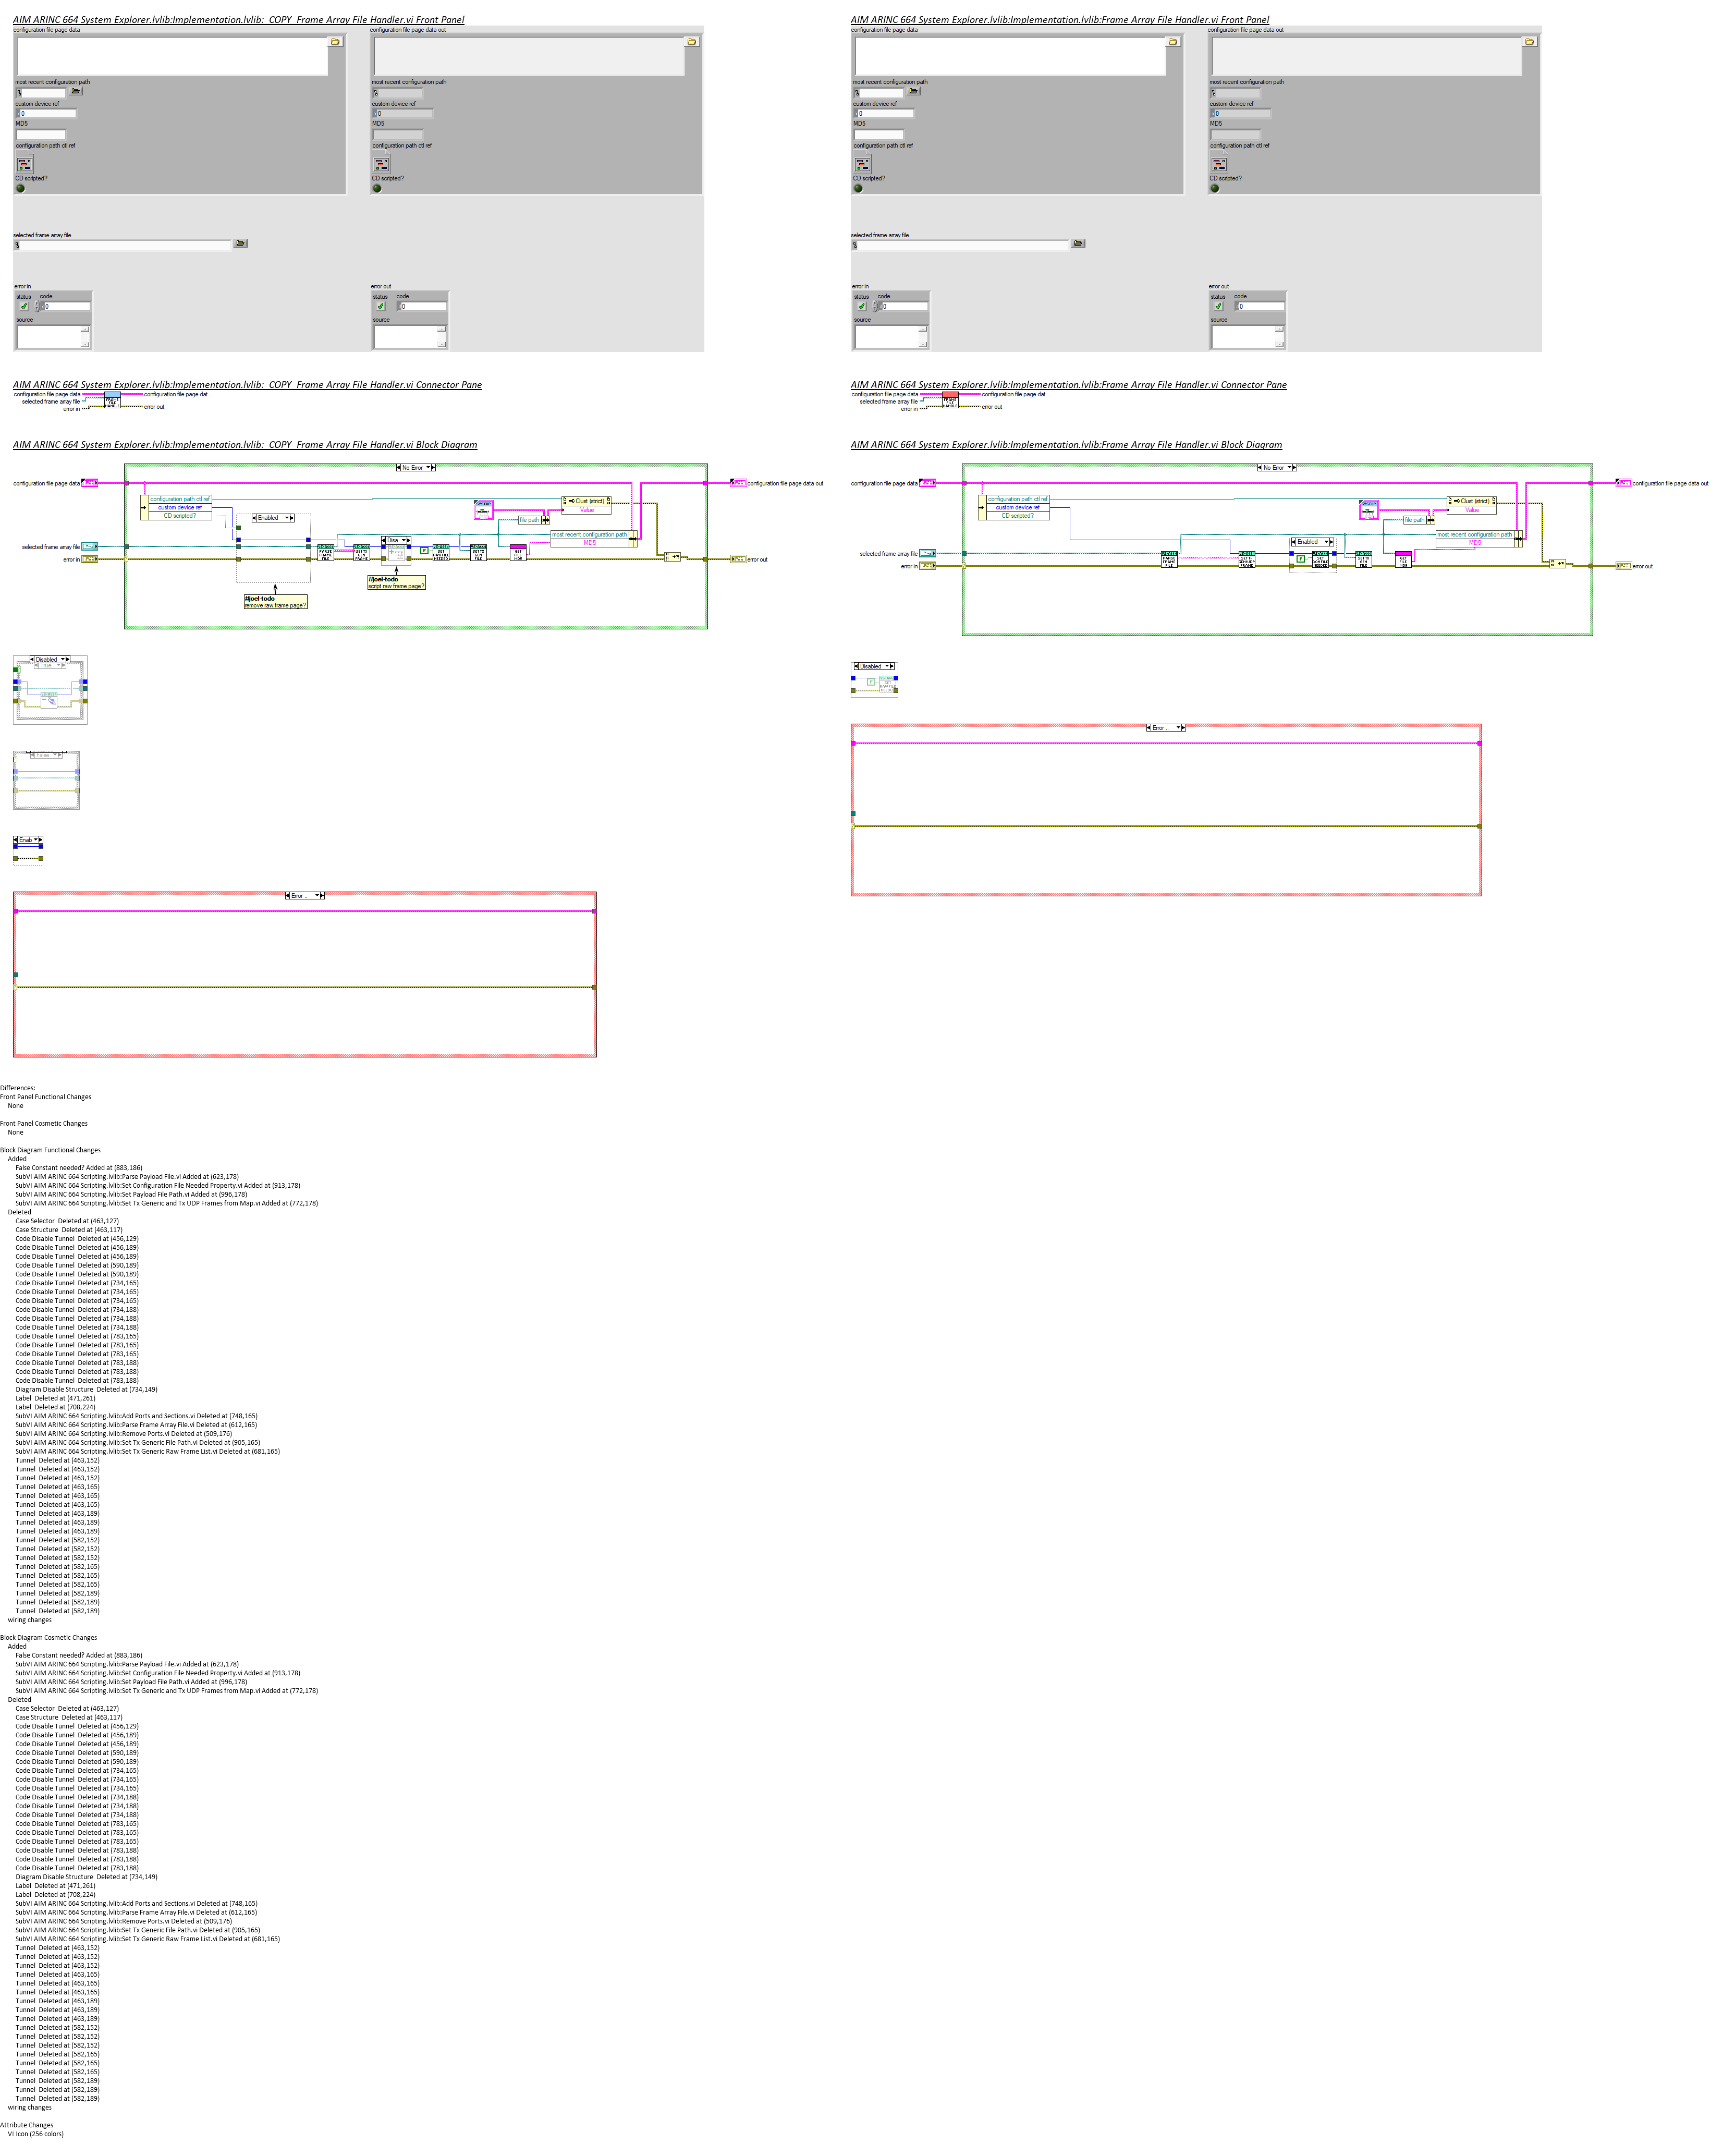 AIM ARINC 664 System Explorer.lvlib:Implementation.lvlib:_COPY_Frame Array File Handler.vi Front Panel
configuration file page data
configuration file page data out
most recent configuration path
most recent configuration path
custom device ref
custom device ref
0
0
MD5
MD5
configuration path ctl ref
configuration path ctl ref
CD scripted?
CD scripted?
selected frame array file
error in
error out
status code
status code
0
0
source
source
AIM ARINC 664 System Explorer.lvlib:Implementation.lvlib:Frame Array File Handler.vi Front Panel
configuration file page data
configuration file page data out
most recent configuration path
most recent configuration path
custom device ref
custom device ref
0
0
MD5
MD5
configuration path ctl ref
configuration path ctl ref
CD scripted?
CD scripted?
selected frame array file
error in
error out
status code
status code
0
0
source
source
AIM ARINC 664 System Explorer.lvlib:Implementation.lvlib:_COPY_Frame Array File Handler.vi Connector Pane
configuration file page data
configuration file page dat...
selected frame array file
error in
error out
AIM ARINC 664 System Explorer.lvlib:Implementation.lvlib:Frame Array File Handler.vi Connector Pane
configuration file page data
configuration file page dat...
selected frame array file
error in
error out
AIM ARINC 664 System Explorer.lvlib:Implementation.lvlib:_COPY_Frame Array File Handler.vi Block Diagram
No Error
configuration file page data
configuration file page data out
configuration path ctl ref
custom device ref
CD scripted?
Enabled
Clust (strict)
Value
file path
most recent configuration path
MD5
selected frame array file
Disa
error in
error out
#joel-todo
script raw frame page?
#joel-todo
remove raw frame page?
Disabled
Enab
Error ..
AIM ARINC 664 System Explorer.lvlib:Implementation.lvlib:Frame Array File Handler.vi Block Diagram
No Error
configuration file page data
configuration file page data out
configuration path ctl ref
custom device ref
CD scripted?
Clust (strict)
Value
file path
most recent configuration path
MD5
Enabled
selected frame array file
error in
error out
Disabled
Error ..
Differences:
Front Panel Functional Changes
None
Front Panel Cosmetic Changes
None
Block Diagram Functional Changes
Added
False Constant needed? Added at (883,186)
SubVI AIM ARINC 664 Scripting.lvlib:Parse Payload File.vi Added at (623,178)
SubVI AIM ARINC 664 Scripting.lvlib:Set Configuration File Needed Property.vi Added at (913,178)
SubVI AIM ARINC 664 Scripting.lvlib:Set Payload File Path.vi Added at (996,178)
SubVI AIM ARINC 664 Scripting.lvlib:Set Tx Generic and Tx UDP Frames from Map.vi Added at (772,178)
Deleted
Case Selector Deleted at (463,127)
Case Structure Deleted at (463,117)
Code Disable Tunnel Deleted at (456,129)
Code Disable Tunnel Deleted at (456,189)
Code Disable Tunnel Deleted at (456,189)
Code Disable Tunnel Deleted at (590,189)
Code Disable Tunnel Deleted at (590,189)
Code Disable Tunnel Deleted at (734,165)
Code Disable Tunnel Deleted at (734,165)
Code Disable Tunnel Deleted at (734,165)
Code Disable Tunnel Deleted at (734,188)
Code Disable Tunnel Deleted at (734,188)
Code Disable Tunnel Deleted at (734,188)
Code Disable Tunnel Deleted at (783,165)
Code Disable Tunnel Deleted at (783,165)
Code Disable Tunnel Deleted at (783,165)
Code Disable Tunnel Deleted at (783,188)
Code Disable Tunnel Deleted at (783,188)
Code Disable Tunnel Deleted at (783,188)
Diagram Disable Structure Deleted at (734,149)
Label Deleted at (471,261)
Label Deleted at (708,224)
SubVI AIM ARINC 664 Scripting.lvlib:Add Ports and Sections.vi Deleted at (748,165)
SubVI AIM ARINC 664 Scripting.lvlib:Parse Frame Array File.vi Deleted at (612,165)
SubVI AIM ARINC 664 Scripting.lvlib:Remove Ports.vi Deleted at (509,176)
SubVI AIM ARINC 664 Scripting.lvlib:Set Tx Generic File Path.vi Deleted at (905,165)
SubVI AIM ARINC 664 Scripting.lvlib:Set Tx Generic Raw Frame List.vi Deleted at (681,165)
Tunnel Deleted at (463,152)
Tunnel Deleted at (463,152)
Tunnel Deleted at (463,152)
Tunnel Deleted at (463,165)
Tunnel Deleted at (463,165)
Tunnel Deleted at (463,165)
Tunnel Deleted at (463,189)
Tunnel Deleted at (463,189)
Tunnel Deleted at (463,189)
Tunnel Deleted at (582,152)
Tunnel Deleted at (582,152)
Tunnel Deleted at (582,152)
Tunnel Deleted at (582,165)
Tunnel Deleted at (582,165)
Tunnel Deleted at (582,165)
Tunnel Deleted at (582,189)
Tunnel Deleted at (582,189)
Tunnel Deleted at (582,189)
wiring changes
Block Diagram Cosmetic Changes
Added
False Constant needed? Added at (883,186)
SubVI AIM ARINC 664 Scripting.lvlib:Parse Payload File.vi Added at (623,178)
SubVI AIM ARINC 664 Scripting.lvlib:Set Configuration File Needed Property.vi Added at (913,178)
SubVI AIM ARINC 664 Scripting.lvlib:Set Payload File Path.vi Added at (996,178)
SubVI AIM ARINC 664 Scripting.lvlib:Set Tx Generic and Tx UDP Frames from Map.vi Added at (772,178)
Deleted
Case Selector Deleted at (463,127)
Case Structure Deleted at (463,117)
Code Disable Tunnel Deleted at (456,129)
Code Disable Tunnel Deleted at (456,189)
Code Disable Tunnel Deleted at (456,189)
Code Disable Tunnel Deleted at (590,189)
Code Disable Tunnel Deleted at (590,189)
Code Disable Tunnel Deleted at (734,165)
Code Disable Tunnel Deleted at (734,165)
Code Disable Tunnel Deleted at (734,165)
Code Disable Tunnel Deleted at (734,188)
Code Disable Tunnel Deleted at (734,188)
Code Disable Tunnel Deleted at (734,188)
Code Disable Tunnel Deleted at (783,165)
Code Disable Tunnel Deleted at (783,165)
Code Disable Tunnel Deleted at (783,165)
Code Disable Tunnel Deleted at (783,188)
Code Disable Tunnel Deleted at (783,188)
Code Disable Tunnel Deleted at (783,188)
Diagram Disable Structure Deleted at (734,149)
Label Deleted at (471,261)
Label Deleted at (708,224)
SubVI AIM ARINC 664 Scripting.lvlib:Add Ports and Sections.vi Deleted at (748,165)
SubVI AIM ARINC 664 Scripting.lvlib:Parse Frame Array File.vi Deleted at (612,165)
SubVI AIM ARINC 664 Scripting.lvlib:Remove Ports.vi Deleted at (509,176)
SubVI AIM ARINC 664 Scripting.lvlib:Set Tx Generic File Path.vi Deleted at (905,165)
SubVI AIM ARINC 664 Scripting.lvlib:Set Tx Generic Raw Frame List.vi Deleted at (681,165)
Tunnel Deleted at (463,152)
Tunnel Deleted at (463,152)
Tunnel Deleted at (463,152)
Tunnel Deleted at (463,165)
Tunnel Deleted at (463,165)
Tunnel Deleted at (463,165)
Tunnel Deleted at (463,189)
Tunnel Deleted at (463,189)
Tunnel Deleted at (463,189)
Tunnel Deleted at (582,152)
Tunnel Deleted at (582,152)
Tunnel Deleted at (582,152)
Tunnel Deleted at (582,165)
Tunnel Deleted at (582,165)
Tunnel Deleted at (582,165)
Tunnel Deleted at (582,189)
Tunnel Deleted at (582,189)
Tunnel Deleted at (582,189)
wiring changes
Attribute Changes
VI Icon (256 colors)